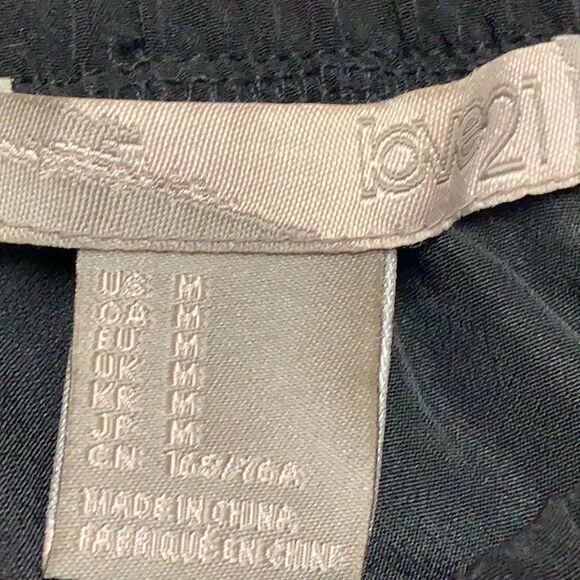 love21
US: M
CA: M
EU: M
UK: M
KR: M
JP: M
CN: 165/76A
MADE IN CHINA
FABRIQUÉ EN CHINE